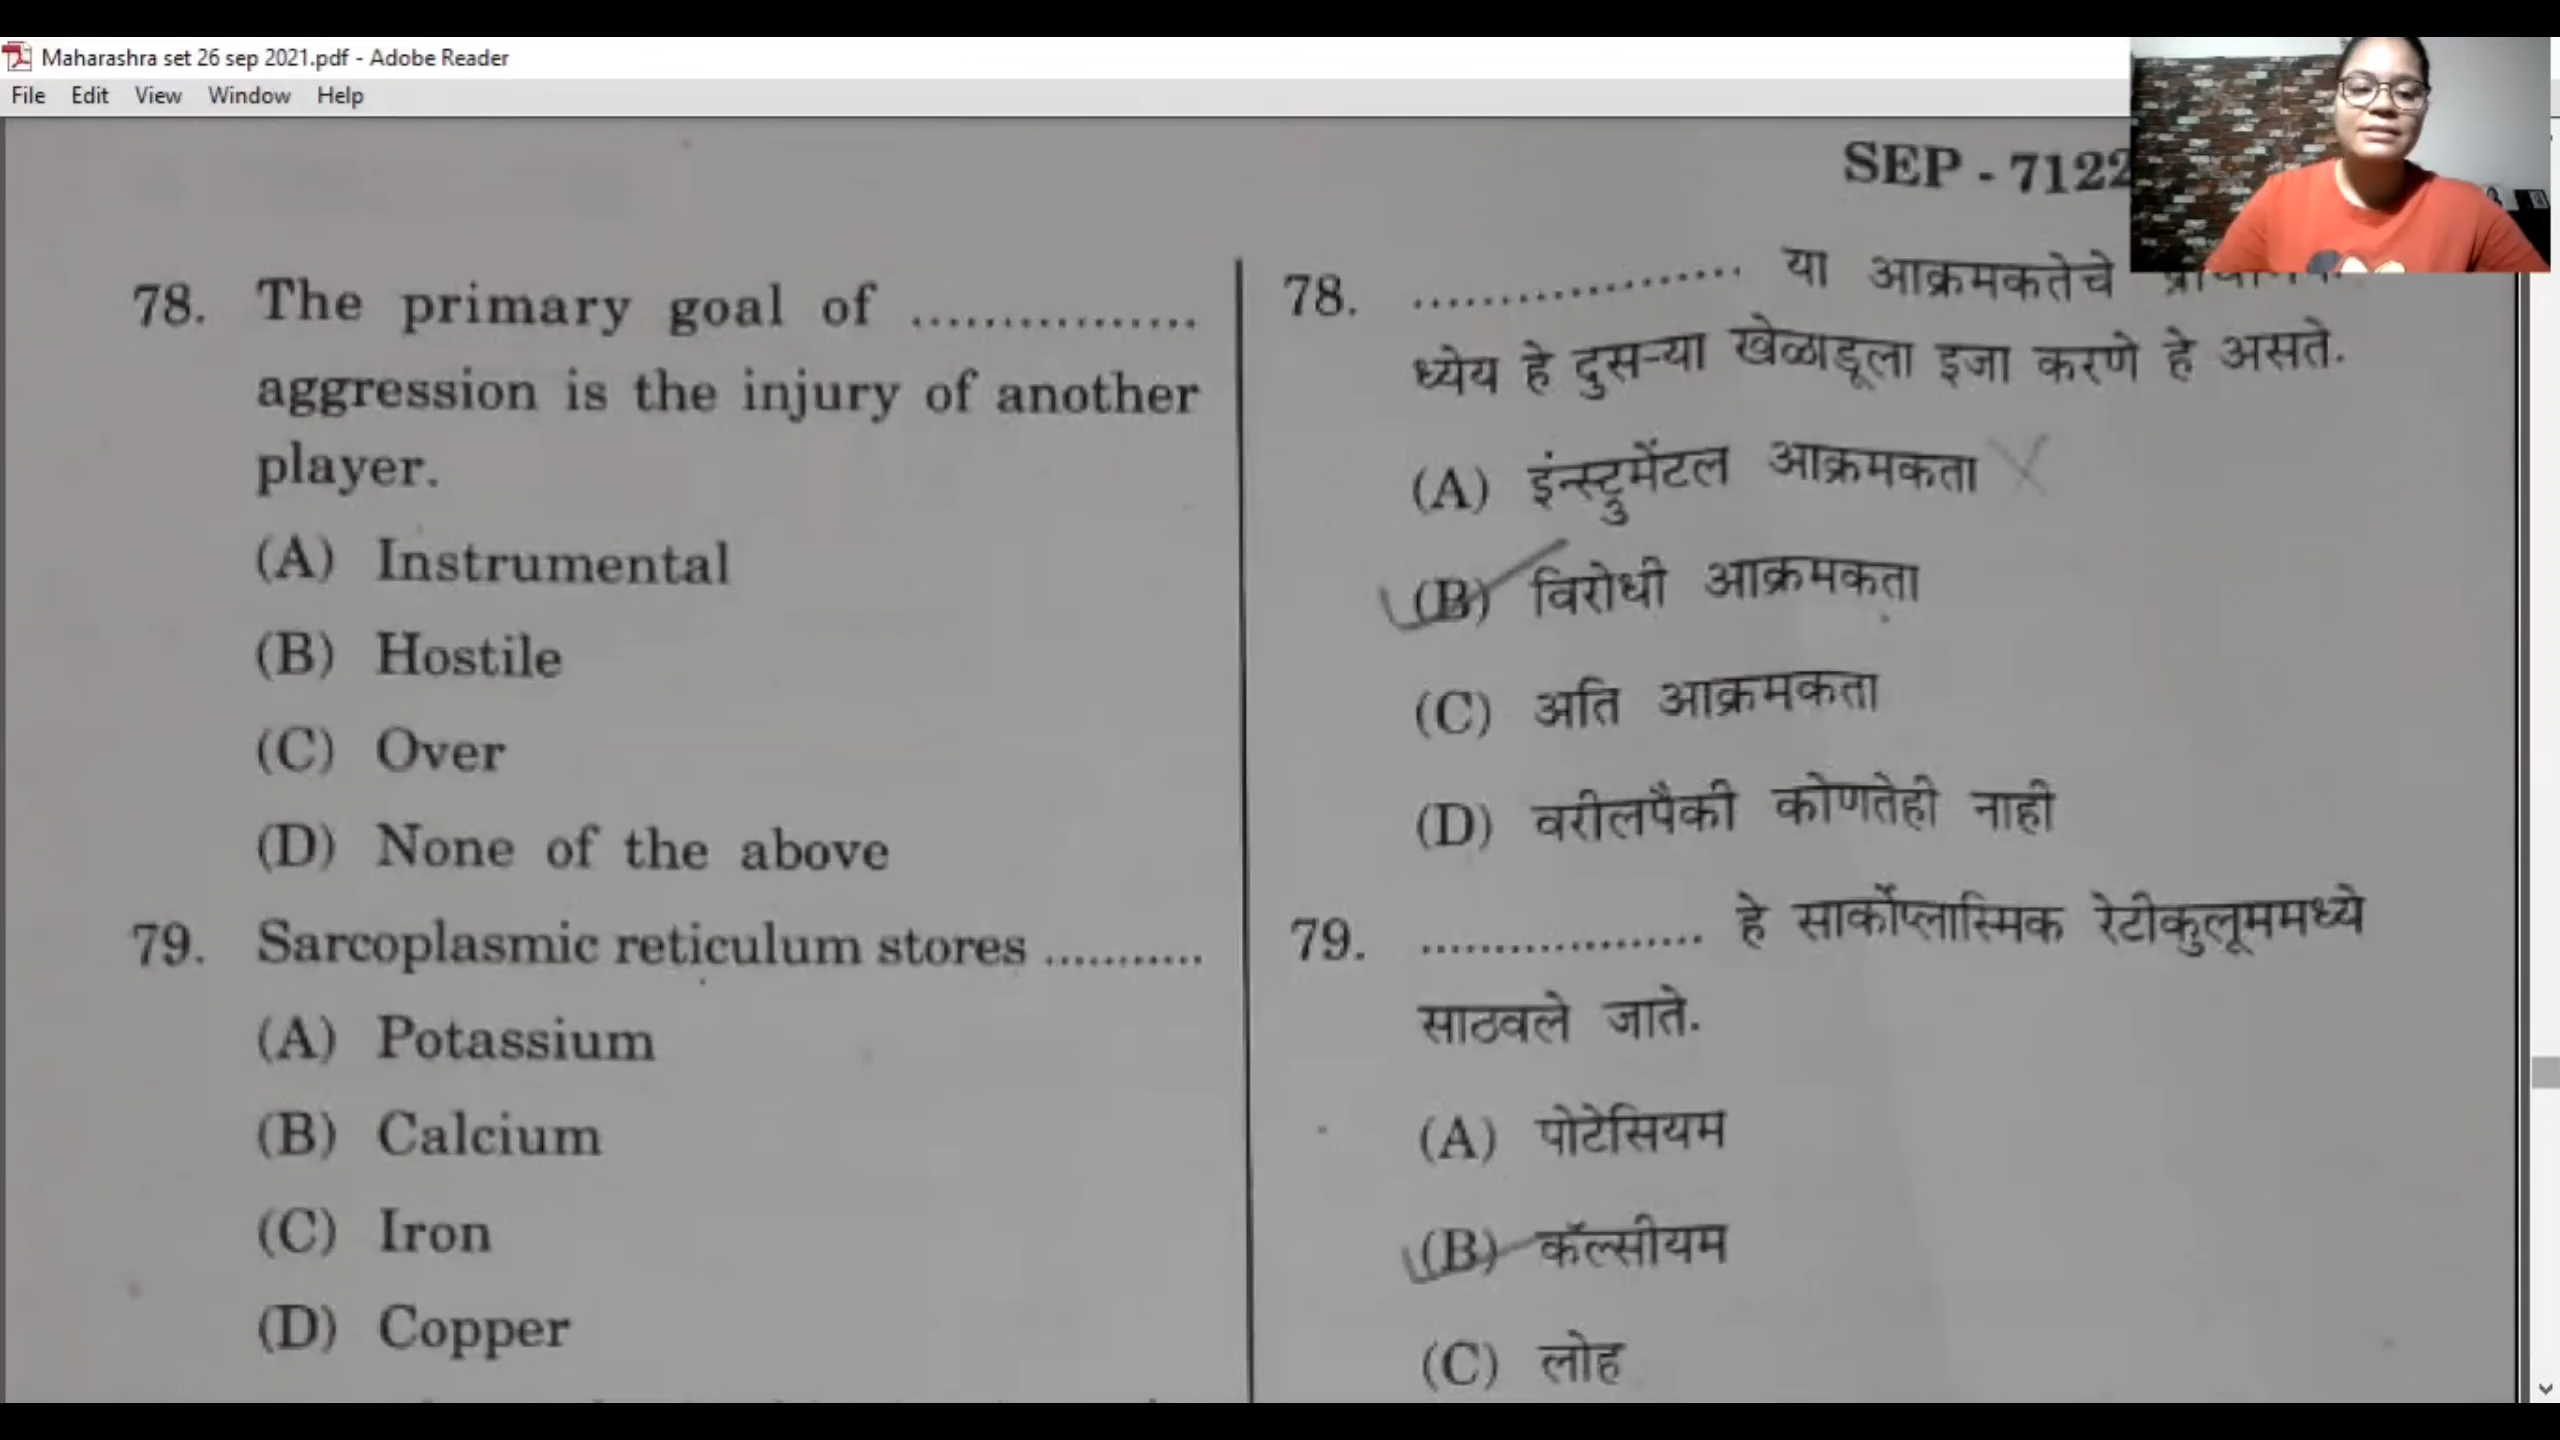 Maharashra set 26 sep 2021.pdf - Adobe Reader
File Edit View Window Help
SEP - 7122
78. The primary goal of ................
aggression is the injury of another
player.
(A) Instrumental
(B) Hostile
(C) Over
(D) None of the above
79. Sarcoplasmic reticulum stores ...........
(A) Potassium
(B) Calcium
(C) Iron
(D) Copper
78. .................... या आक्रमकतेचे
ध्येय हे दुसऱ्या खेळाडूला इजा करणे हे असते.
(A) इंन्स्ट्रुमेंटल आक्रमकता
(B) विरोधी आक्रमकता
(C) अति आक्रमकता
(D) वरीलपैकी कोणतेही नाही
79. .................... हे सार्कोप्लास्मिक रेटीकुलूममध्ये
साठवले जाते.
(A) पोटेसियम
(B) कॅल्सीयम
(C) लोह